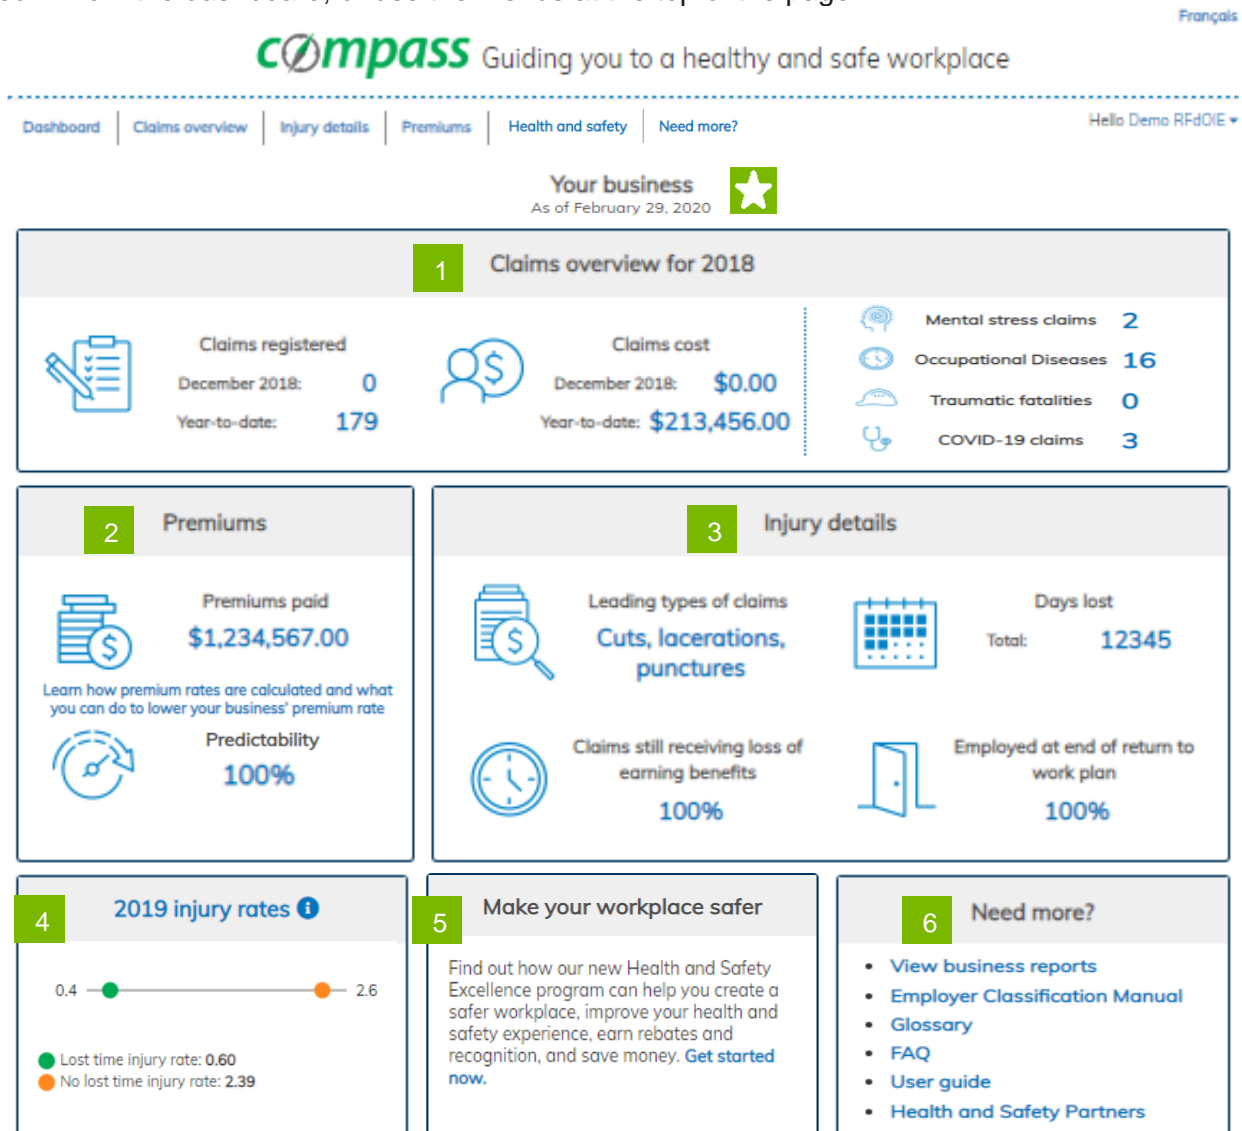 Français
compass Guiding you to a healthy and safe workplace
Dashboard Claims overview Injury details Premiums Health and safety Need more? Hello Demo RFdOIE
Your business
As of February 29, 2020
1 Claims overview for 2018
Claims registered
December 2018: 0
Year-to-date: 179
Claims cost
December 2018: $0.00
Year-to-date: $213,456.00
Mental stress claims 2
Occupational Diseases 16
Traumatic fatalities 0
COVID-19 claims 3
2 Premiums
Premiums paid
$1,234,567.00
Learn how premium rates are calculated and what
you can do to lower your business' premium rate
Predictability
100%
3 Injury details
Leading types of claims
Cuts, lacerations,
punctures
Days lost
Total: 12345
Claims still receiving loss of
earning benefits
100%
Employed at end of return to
work plan
100%
4 2019 injury rates
0.4 2.6
Lost time injury rate: 0.60
No lost time injury rate: 2.39
5 Make your workplace safer
Find out how our new Health and Safety
Excellence program can help you create a
safer workplace, improve your health and
safety experience, earn rebates and
recognition, and save money. Get started
now.
6 Need more?
• View business reports
• Employer Classification Manual
• Glossary
• FAQ
• User guide
• Health and Safety Partners